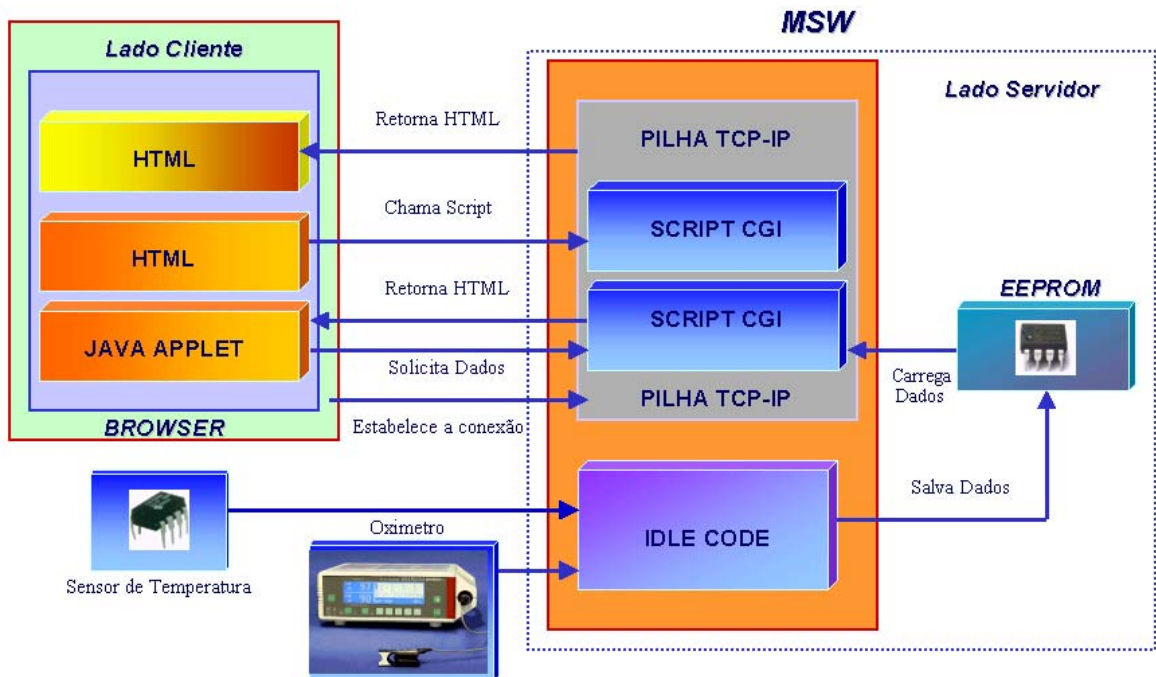 MSW
Lado Cliente
Lado Servidor
Retorna HTML
PILHA TCP-IP
HTML
Chama Script
SCRIPT CGI
HTML
Retorna HTML
EEPROM
SCRIPT CGI
JAVA APPLET
Solicita Dados
Carrega
Dados
PILHA TCP-IP
BROWSER
Estabelece a conexão
Salva Dados
Oximetro
IDLE CODE
Sensor de Temperatura